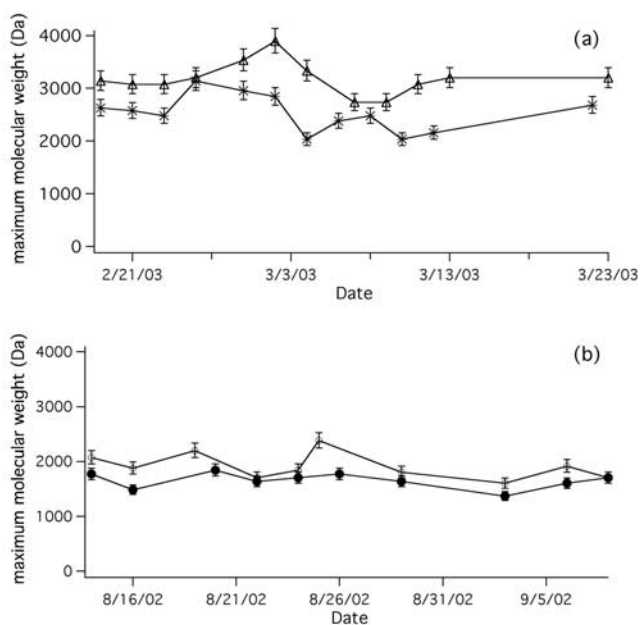 (a)
maximum molecular weight (Da)
4000
3000
2000
1000
0
2/21/03 3/3/03 3/13/03 3/23/03
Date
(b)
maximum molecular weight (Da)
4000
3000
2000
1000
0
8/16/02 8/21/02 8/26/02 8/31/02 9/5/02
Date